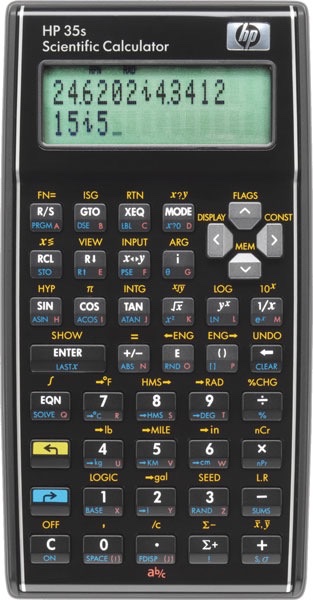 HP 35s
Scientific Calculator
hp
RPN RAD
24.6202i4.3412
15i5_
FN= ISG RTN x?y FLAGS
R/S GTO XEQ MODE DISPLAY CONST
PRGM A DSE B LBL C x?0 D MEM
x≶ VIEW INPUT ARG
RCL R↓ x↔y i
STO R↑ E PSE F θ G
HYP π INTG x/y LOG 10ˣ
SIN COS TAN √x yˣ 1/x
ASIN H ACOS I ATAN J x² K LN L eˣ M
SHOW = ←ENG ENG→ UNDO
ENTER +/− E ( ) ←
LASTx ABS N RND O [ ] P CLEAR
∫ →°F HMS→ →RAD %CHG
EQN 7 8 9 ÷
SOLVE Q →°C R →HMS S →DEG T %
→lb →MILE →in nCr
4 5 6 ×
→kg U →KM V →cm W nPr
LOGIC →gal SEED L.R
1 2 3 −
BASE X →l Y RAND Z SUMS
OFF , /c Σ− x̄,ȳ
C 0 · Σ+ +
ON SPACE (I) FDISP (J) ! S,σ
ab/c